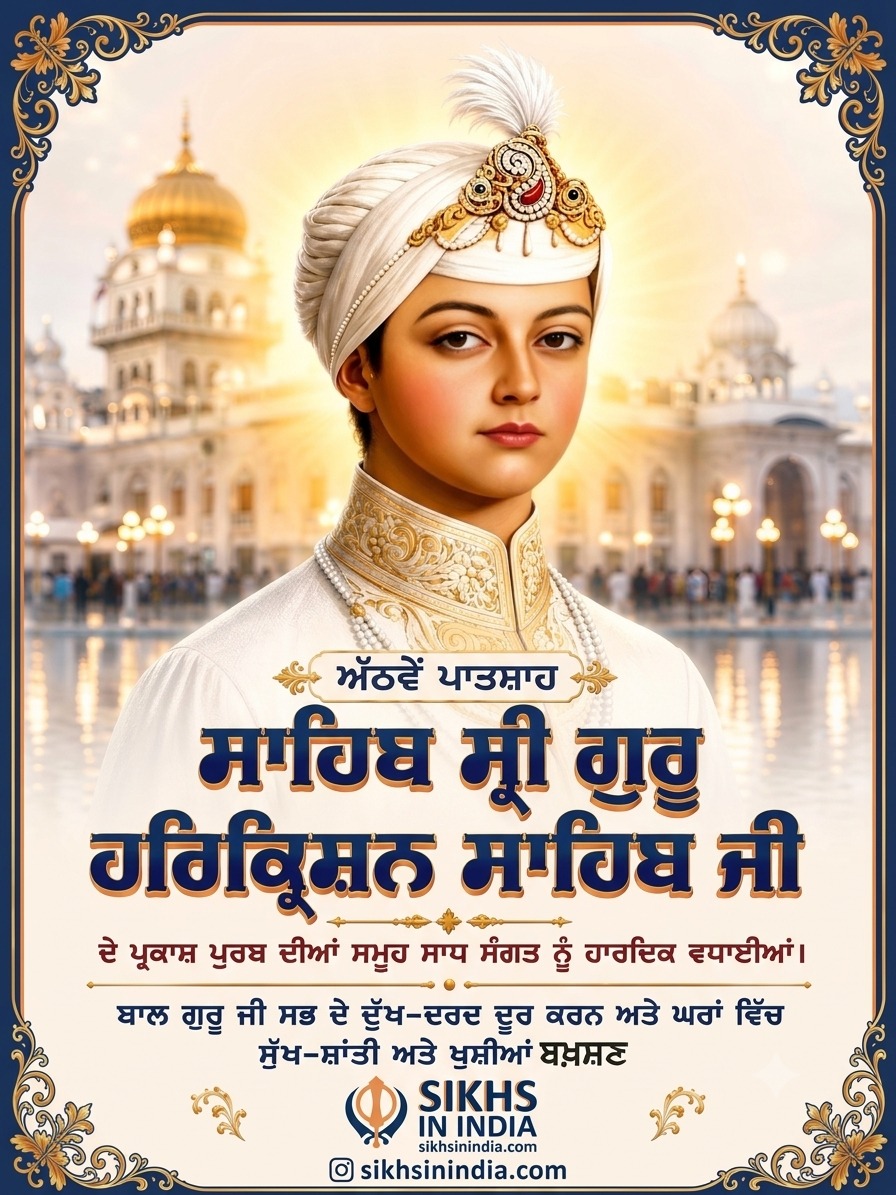 ਅੱਠਵੇਂ ਪਾਤਸ਼ਾਹ
ਸਾਹਿਬ ਸ੍ਰੀ ਗੁਰੂ
ਹਰਿਕ੍ਰਿਸ਼ਨ ਸਾਹਿਬ ਜੀ
ਦੇ ਪ੍ਰਕਾਸ਼ ਪੁਰਬ ਦੀਆਂ ਸਮੂਹ ਸਾਧ ਸੰਗਤ ਨੂੰ ਹਾਰਦਿਕ ਵਧਾਈਆਂ।
ਬਾਲ ਗੁਰੂ ਜੀ ਸਭ ਦੇ ਦੁੱਖ-ਦਰਦ ਦੂਰ ਕਰਨ ਅਤੇ ਘਰਾਂ ਵਿੱਚ
ਸੁੱਖ-ਸ਼ਾਂਤੀ ਅਤੇ ਖੁਸ਼ੀਆਂ ਬਖ਼ਸ਼ਣ
SIKHS
IN INDIA
sikhsinindia.com
sikhsinindia.com